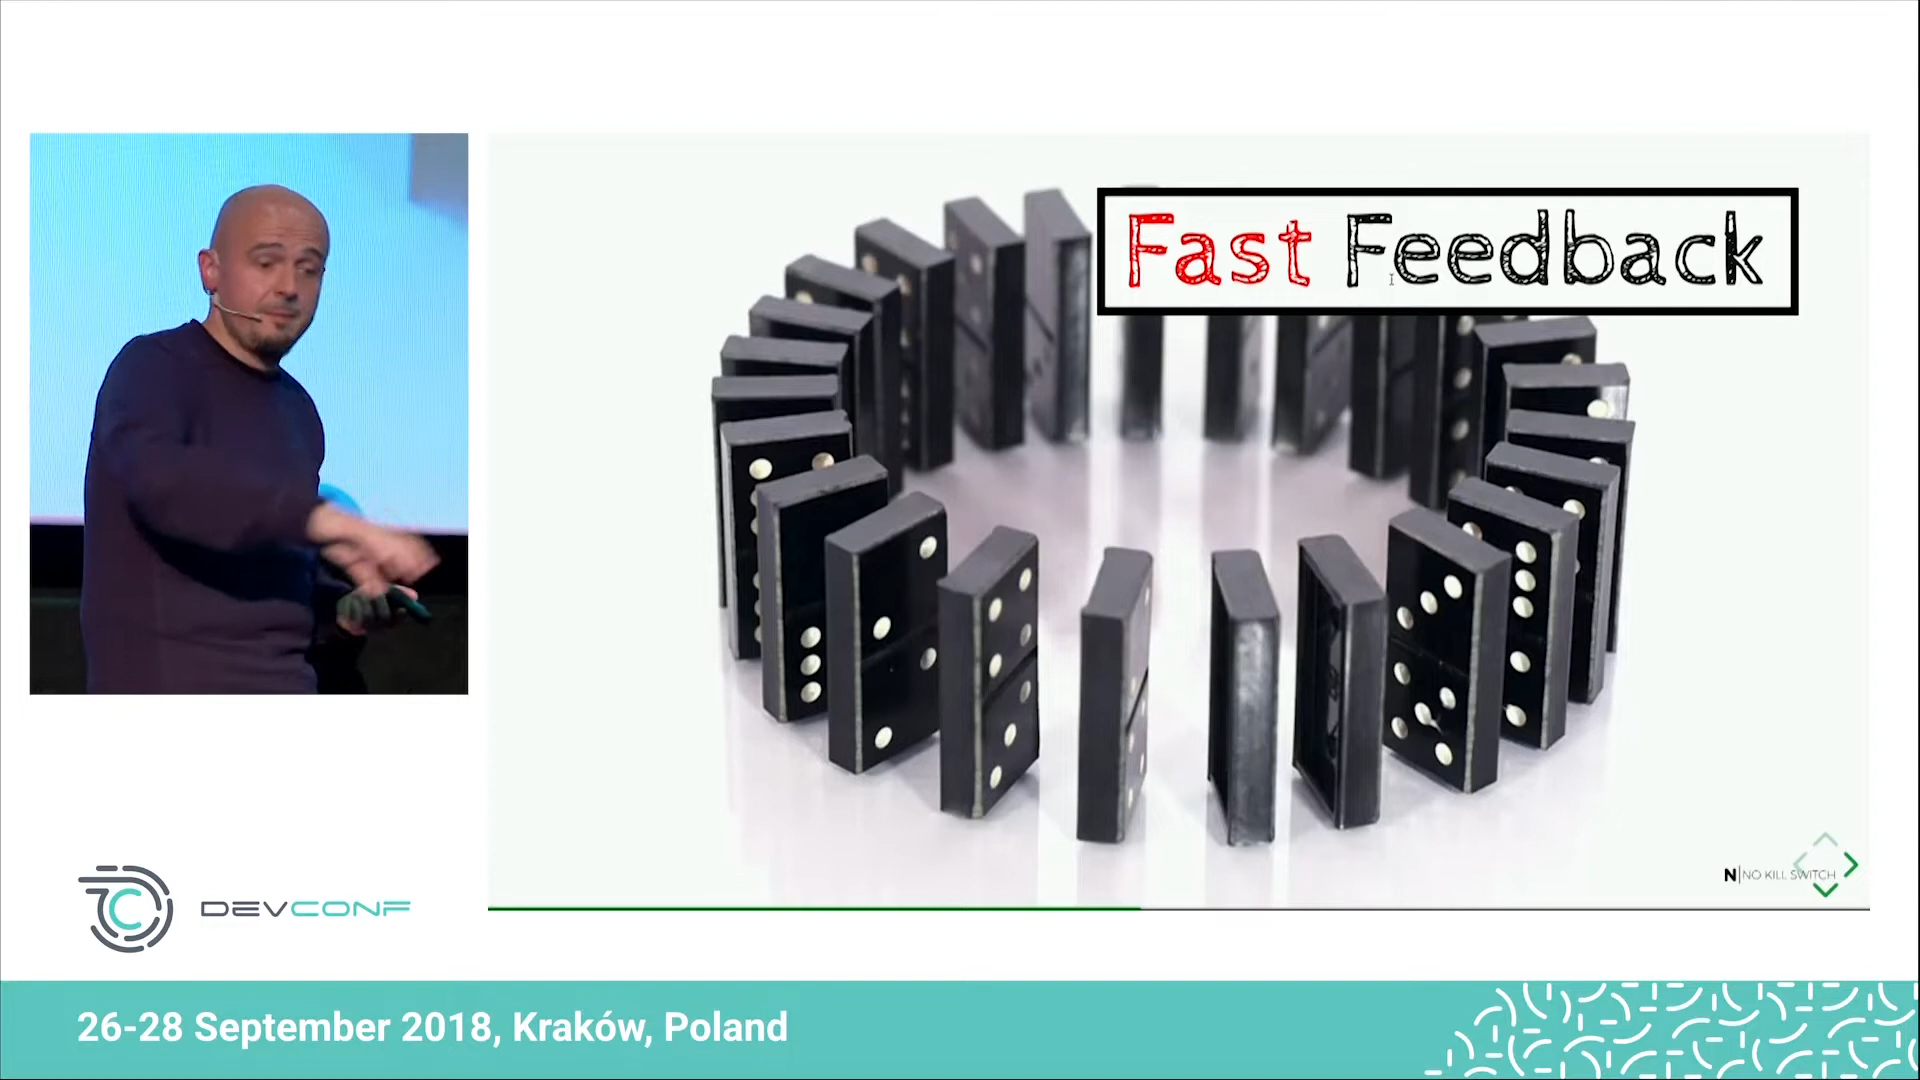 Fast Feedback
N|NO KILL SWITCH
DEVCONF
26-28 September 2018, Kraków, Poland